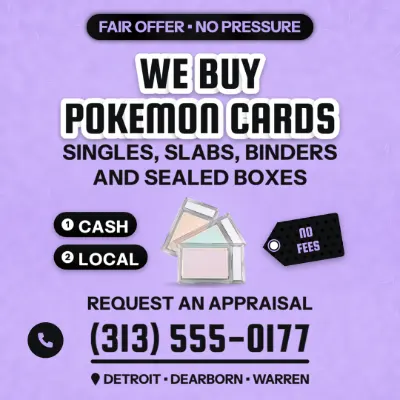 FAIR OFFER • NO PRESSURE
WE BUY
POKEMON CARDS
SINGLES, SLABS, BINDERS
AND SEALED BOXES
1 CASH
2 LOCAL
NO
FEES
REQUEST AN APPRAISAL
(313) 555-0177
DETROIT • DEARBORN • WARREN